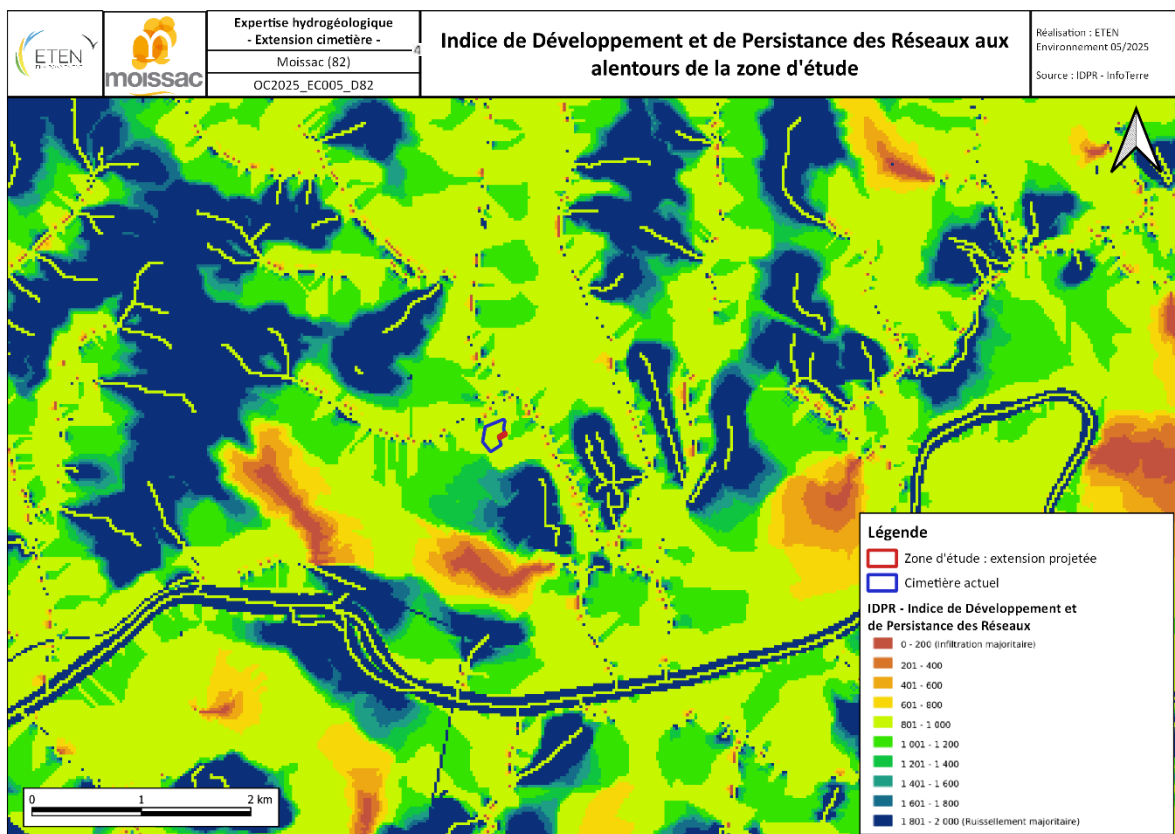 ETEN
moissac
Expertise hydrogéologique
- Extension cimetière -
4
Moissac (82)
OC2025_EC005_D82
Indice de Développement et de Persistance des Réseaux aux
alentours de la zone d'étude
Réalisation : ETEN
Environnement 05/2025
Source : IDPR - InfoTerre
Légende
Zone d'étude : extension projetée
Cimetière actuel
IDPR - Indice de Développement et
de Persistance des Réseaux
0 - 200 (Infiltration majoritaire)
201 - 400
401 - 600
601 - 800
801 - 1 000
1 001 - 1 200
1 201 - 1 400
1 401 - 1 600
1 601 - 1 800
1 801 - 2 000 (Ruissellement majoritaire)
0 1 2 km